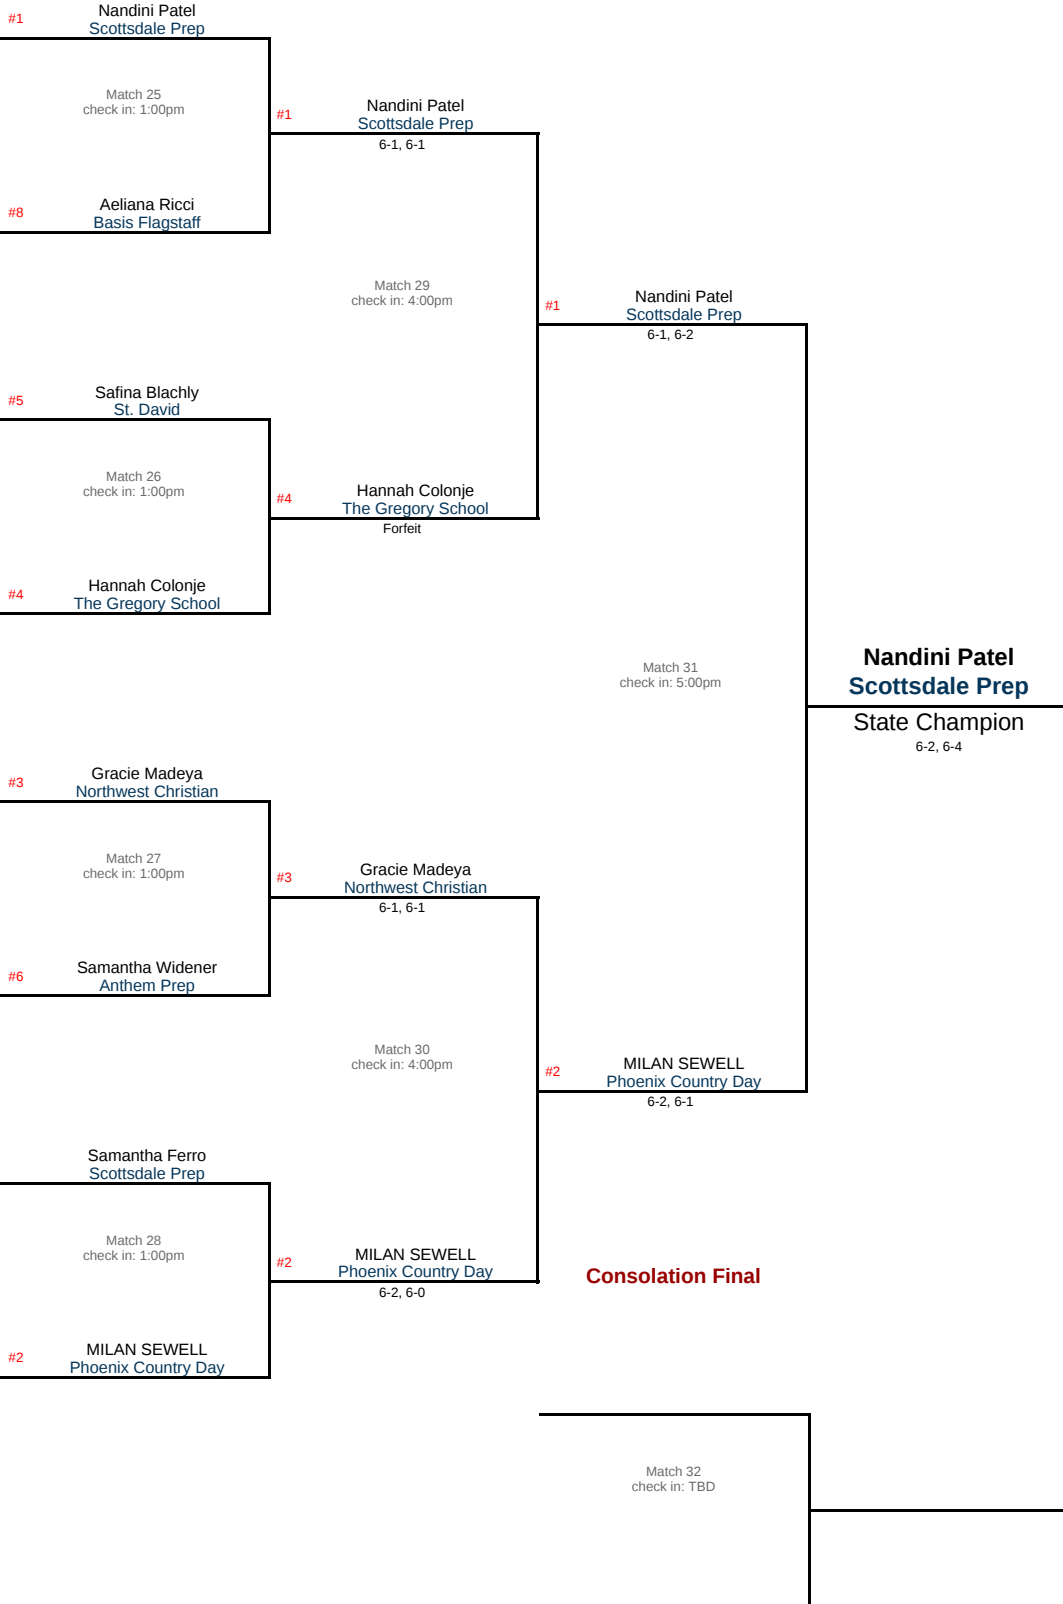 #1
Nandini Patel
Scottsdale Prep
Match 25
check in: 1:00pm
#8
Aeliana Ricci
Basis Flagstaff
#5
Safina Blachly
St. David
Match 26
check in: 1:00pm
#4
Hannah Colonje
The Gregory School
#3
Gracie Madeya
Northwest Christian
Match 27
check in: 1:00pm
#6
Samantha Widener
Anthem Prep
Samantha Ferro
Scottsdale Prep
Match 28
check in: 1:00pm
#2
MILAN SEWELL
Phoenix Country Day
#1
Nandini Patel
Scottsdale Prep
6-1, 6-1
Match 29
check in: 4:00pm
#4
Hannah Colonje
The Gregory School
Forfeit
#3
Gracie Madeya
Northwest Christian
6-1, 6-1
Match 30
check in: 4:00pm
#2
MILAN SEWELL
Phoenix Country Day
6-2, 6-0
#1
Nandini Patel
Scottsdale Prep
6-1, 6-2
Match 31
check in: 5:00pm
#2
MILAN SEWELL
Phoenix Country Day
6-2, 6-1
Nandini Patel
Scottsdale Prep
State Champion
6-2, 6-4
Consolation Final
Match 32
check in: TBD